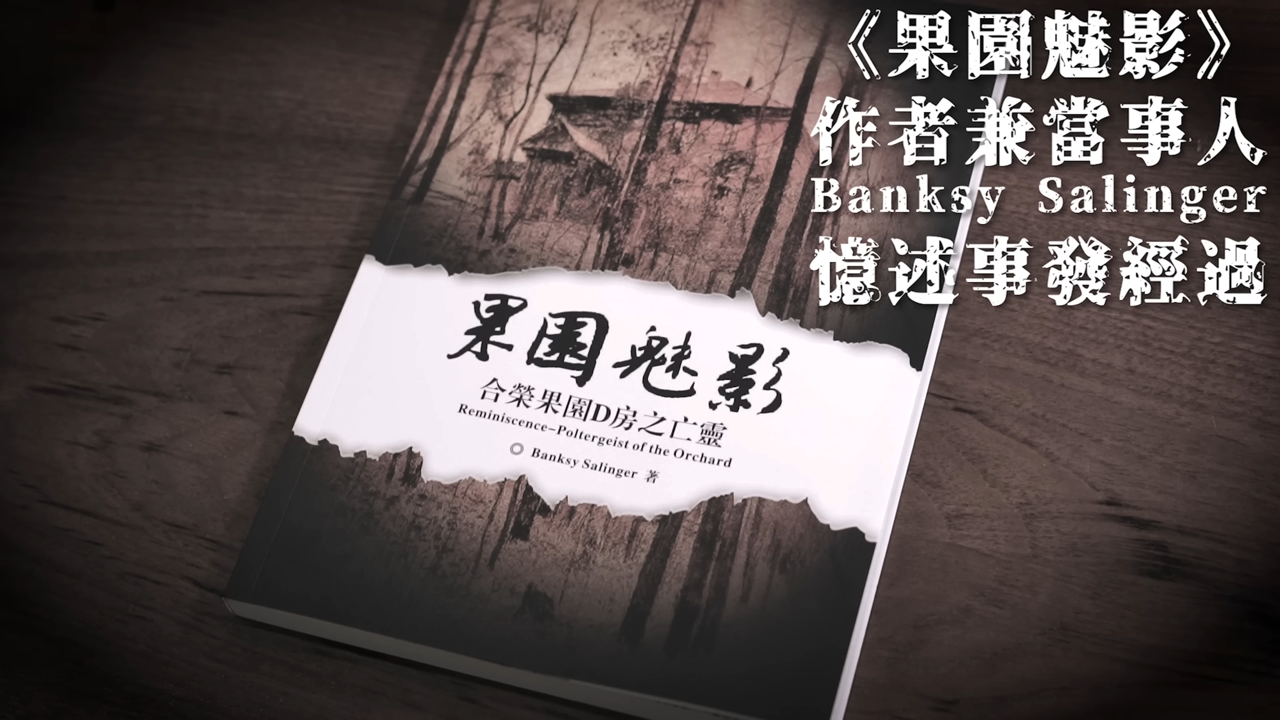 《果園魅影》
作者兼當事人
Banksy Salinger
憶述事發經過
果園魅影
合榮果園D房之亡靈
Reminiscence–Poltergeist of the Orchard
◎ Banksy Salinger 著